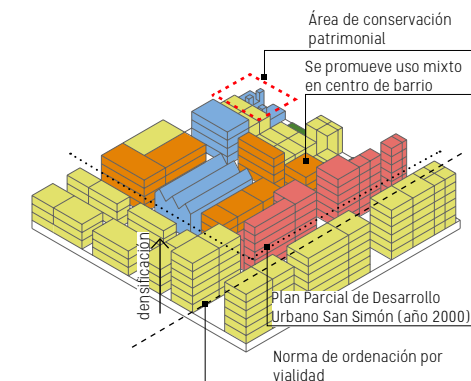 Área de conservación
patrimonial
Se promueve uso mixto
en centro de barrio
densificación
Plan Parcial de Desarrollo
Urbano San Simón (año 2000)
Norma de ordenación por
vialidad